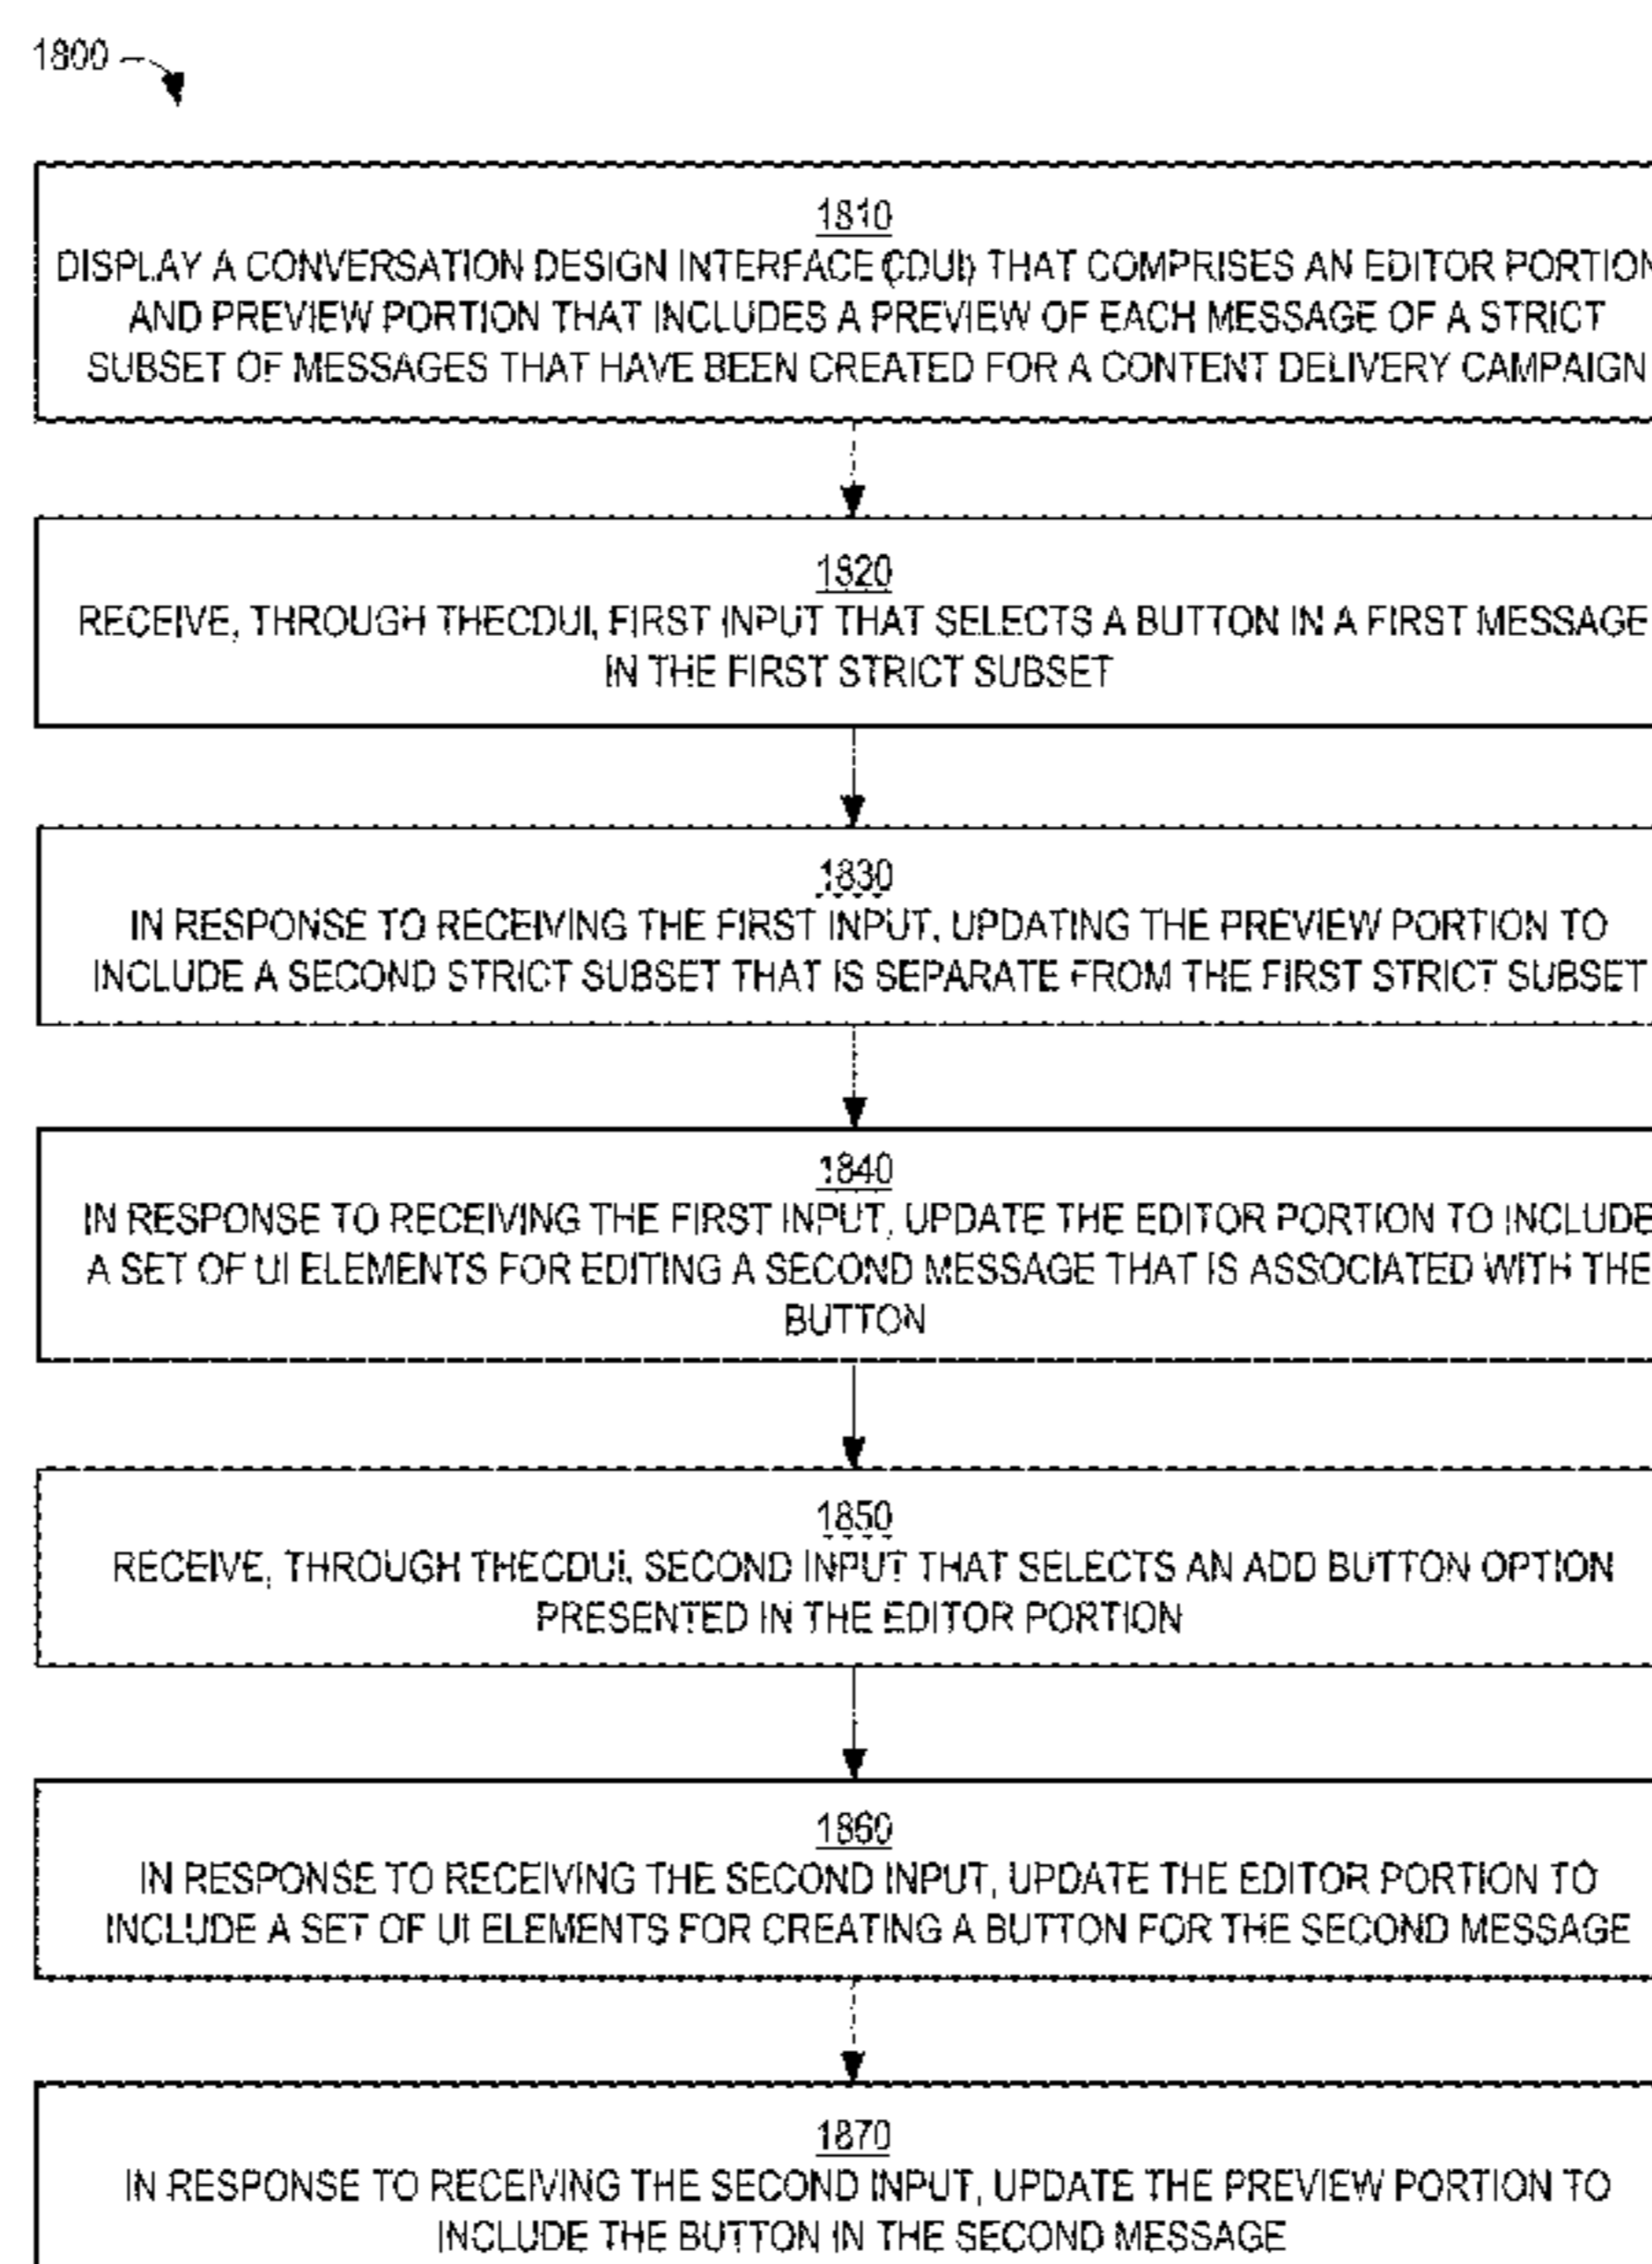 1800
1810
DISPLAY A CONVERSATION DESIGN INTERFACE (CDUI) THAT COMPRISES AN EDITOR PORTION
AND PREVIEW PORTION THAT INCLUDES A PREVIEW OF EACH MESSAGE OF A STRICT
SUBSET OF MESSAGES THAT HAVE BEEN CREATED FOR A CONTENT DELIVERY CAMPAIGN
1820
RECEIVE, THROUGH THECDUI, FIRST INPUT THAT SELECTS A BUTTON IN A FIRST MESSAGE
IN THE FIRST STRICT SUBSET
1830
IN RESPONSE TO RECEIVING THE FIRST INPUT, UPDATING THE PREVIEW PORTION TO
INCLUDE A SECOND STRICT SUBSET THAT IS SEPARATE FROM THE FIRST STRICT SUBSET
1840
IN RESPONSE TO RECEIVING THE FIRST INPUT, UPDATE THE EDITOR PORTION TO INCLUDE
A SET OF UI ELEMENTS FOR EDITING A SECOND MESSAGE THAT IS ASSOCIATED WITH THE
BUTTON
1850
RECEIVE, THROUGH THECDUI, SECOND INPUT THAT SELECTS AN ADD BUTTON OPTION
PRESENTED IN THE EDITOR PORTION
1860
IN RESPONSE TO RECEIVING THE SECOND INPUT, UPDATE THE EDITOR PORTION TO
INCLUDE A SET OF UI ELEMENTS FOR CREATING A BUTTON FOR THE SECOND MESSAGE
1870
IN RESPONSE TO RECEIVING THE SECOND INPUT, UPDATE THE PREVIEW PORTION TO
INCLUDE THE BUTTON IN THE SECOND MESSAGE